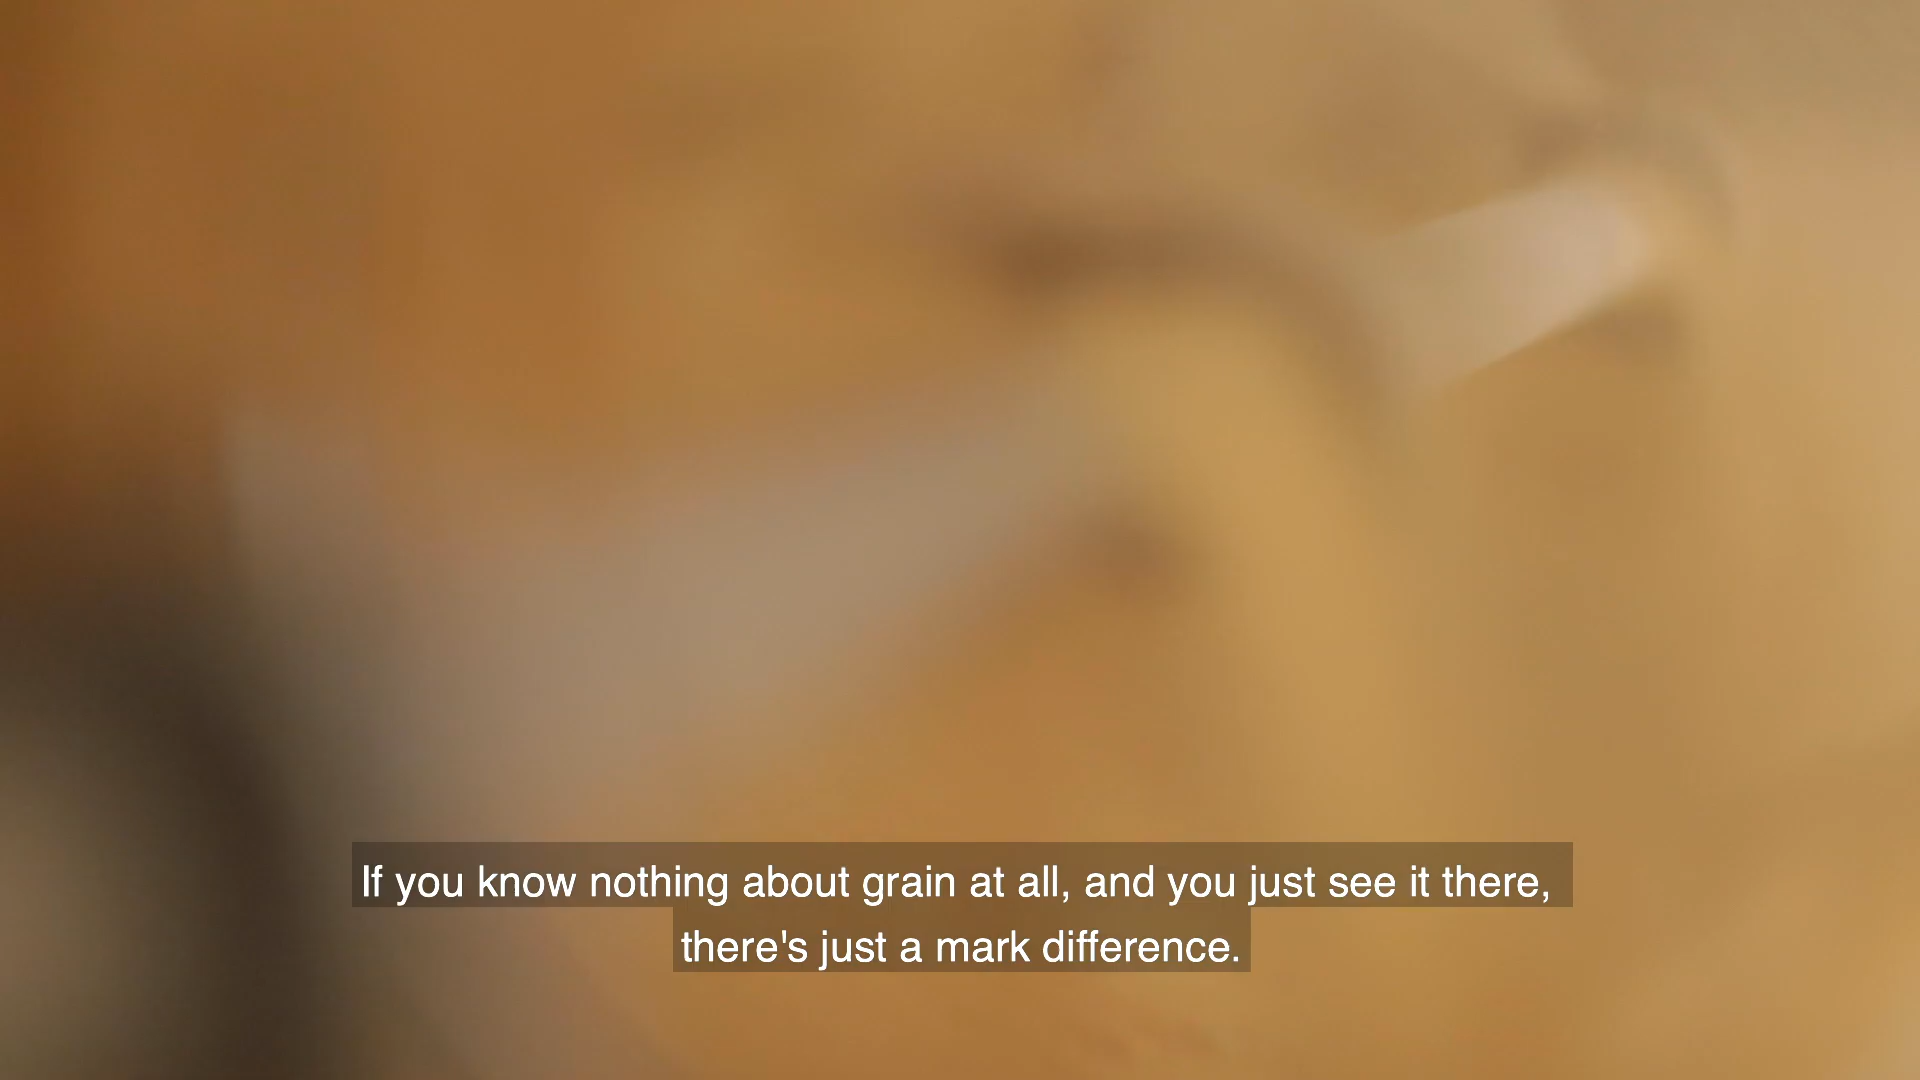 If you know nothing about grain at all, and you just see it there,
there's just a mark difference.